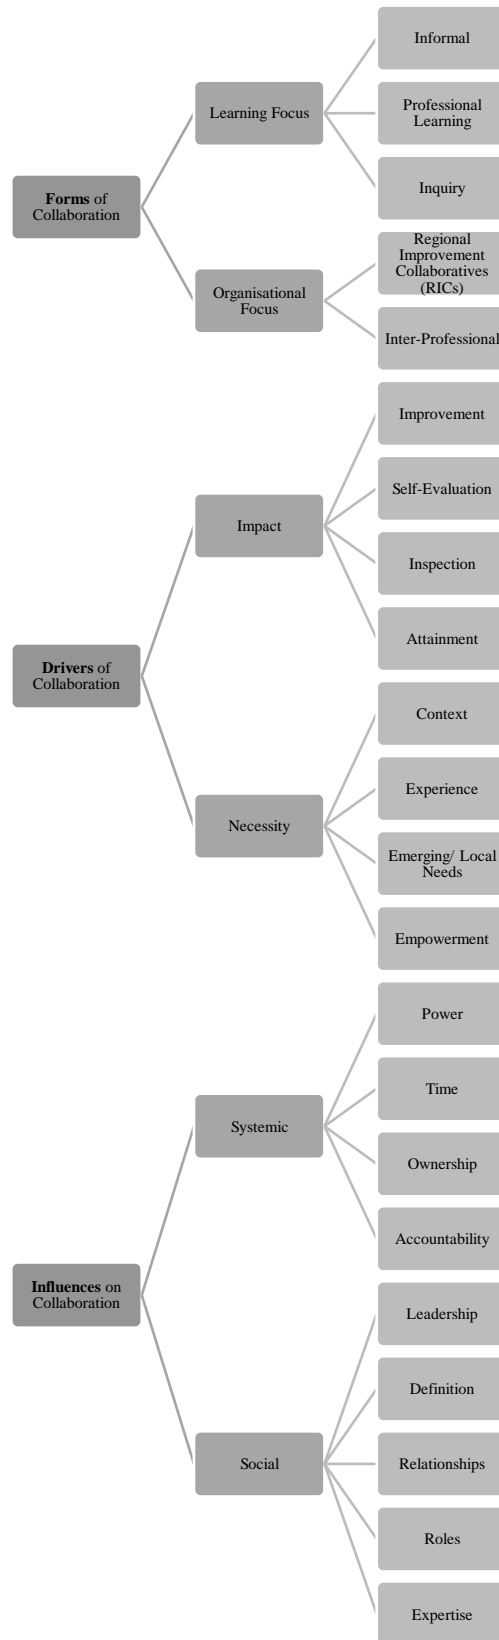 Informal
Learning Focus
Professional
Learning
Inquiry
Forms of
Collaboration
Regional
Improvement
Collaboratives
(RICs)
Organisational
Focus
Inter-Professional
Improvement
Self-Evaluation
Impact
Inspection
Attainment
Drivers of
Collaboration
Context
Experience
Necessity
Emerging/ Local
Needs
Empowerment
Power
Time
Systemic
Ownership
Accountability
Influences on
Collaboration
Leadership
Definition
Social
Relationships
Roles
Expertise